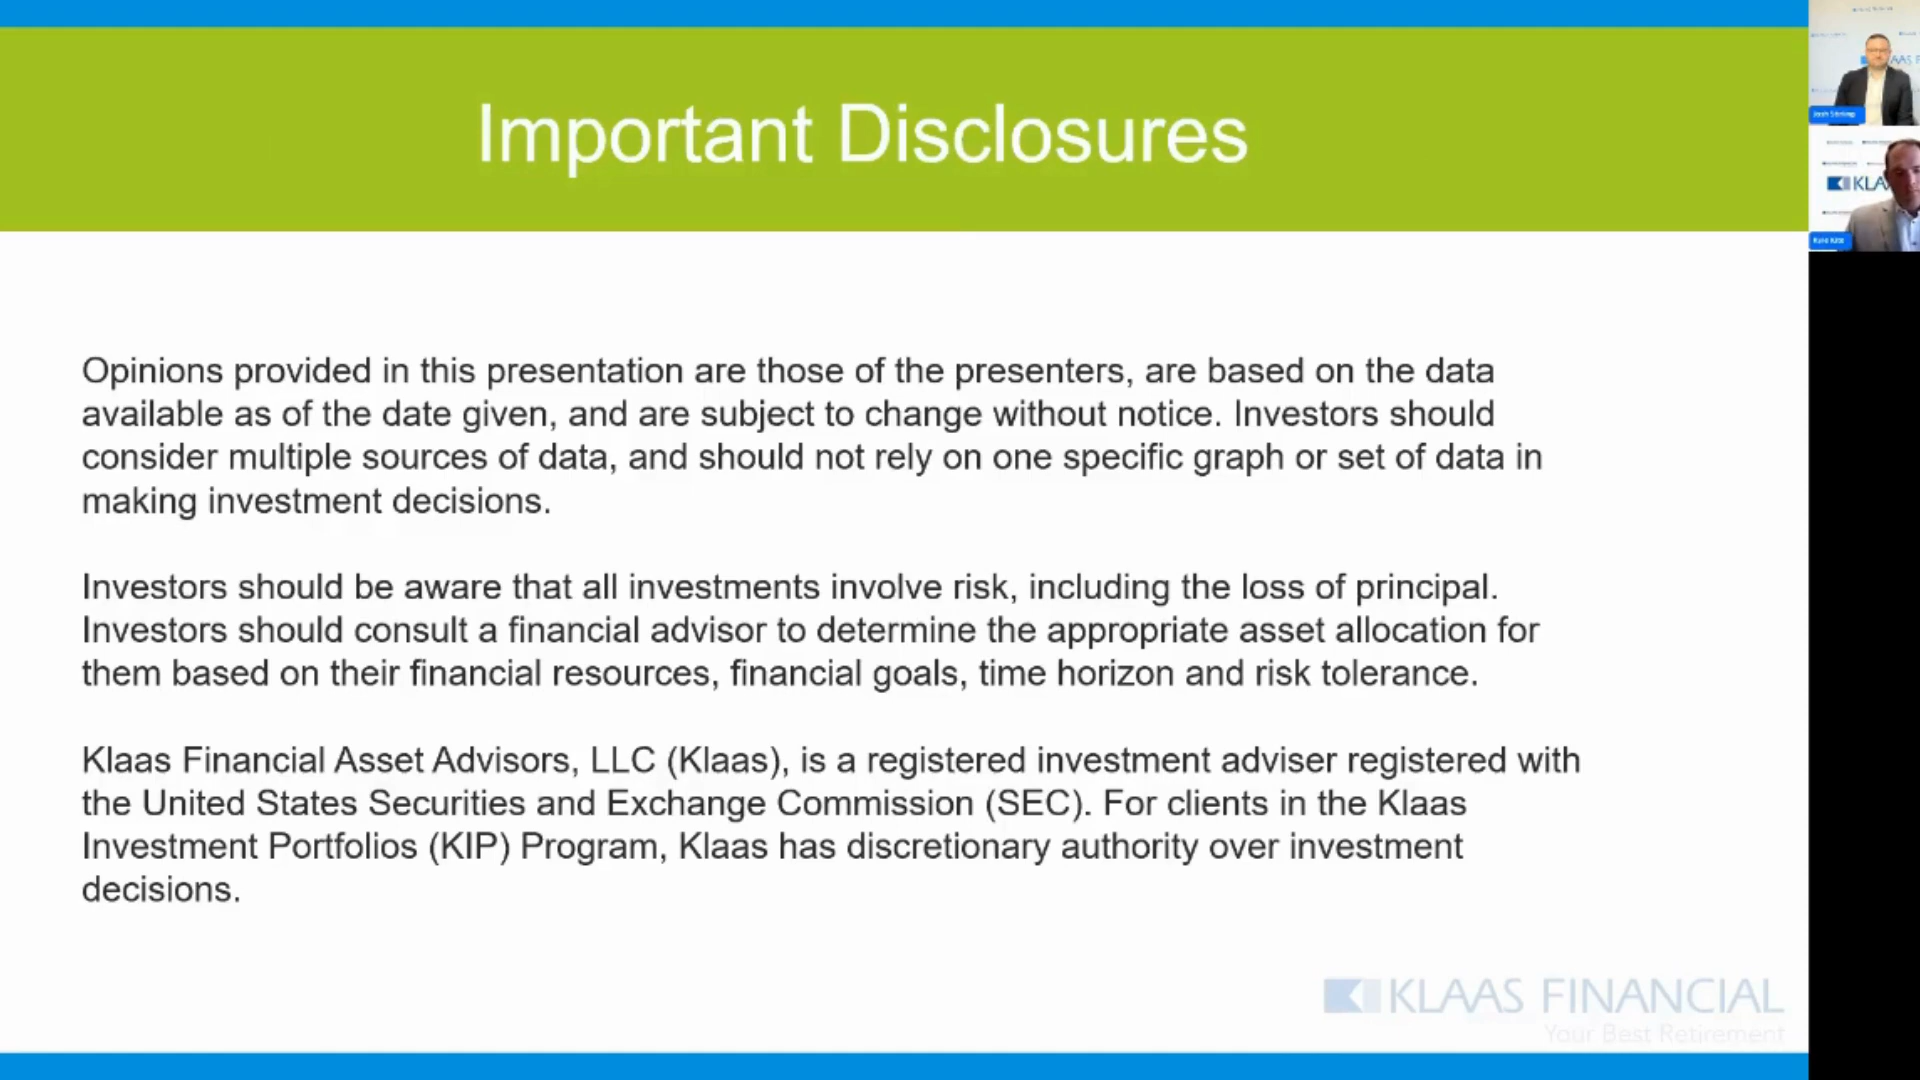 Important Disclosures
Opinions provided in this presentation are those of the presenters, are based on the data
available as of the date given, and are subject to change without notice. Investors should
consider multiple sources of data, and should not rely on one specific graph or set of data in
making investment decisions.
Investors should be aware that all investments involve risk, including the loss of principal.
Investors should consult a financial advisor to determine the appropriate asset allocation for
them based on their financial resources, financial goals, time horizon and risk tolerance.
Klaas Financial Asset Advisors, LLC (Klaas), is a registered investment adviser registered with
the United States Securities and Exchange Commission (SEC). For clients in the Klaas
Investment Portfolios (KIP) Program, Klaas has discretionary authority over investment
decisions.
KLAAS FINANCIAL
Your Best Retirement
KLAA